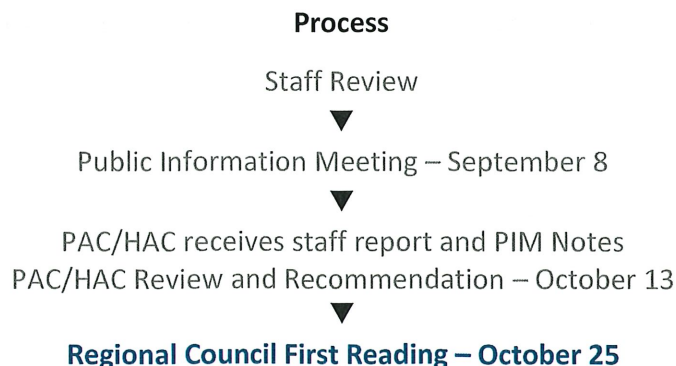 Process
Staff Review
Public Information Meeting – September 8
PAC/HAC receives staff report and PIM Notes
PAC/HAC Review and Recommendation – October 13
Regional Council First Reading – October 25